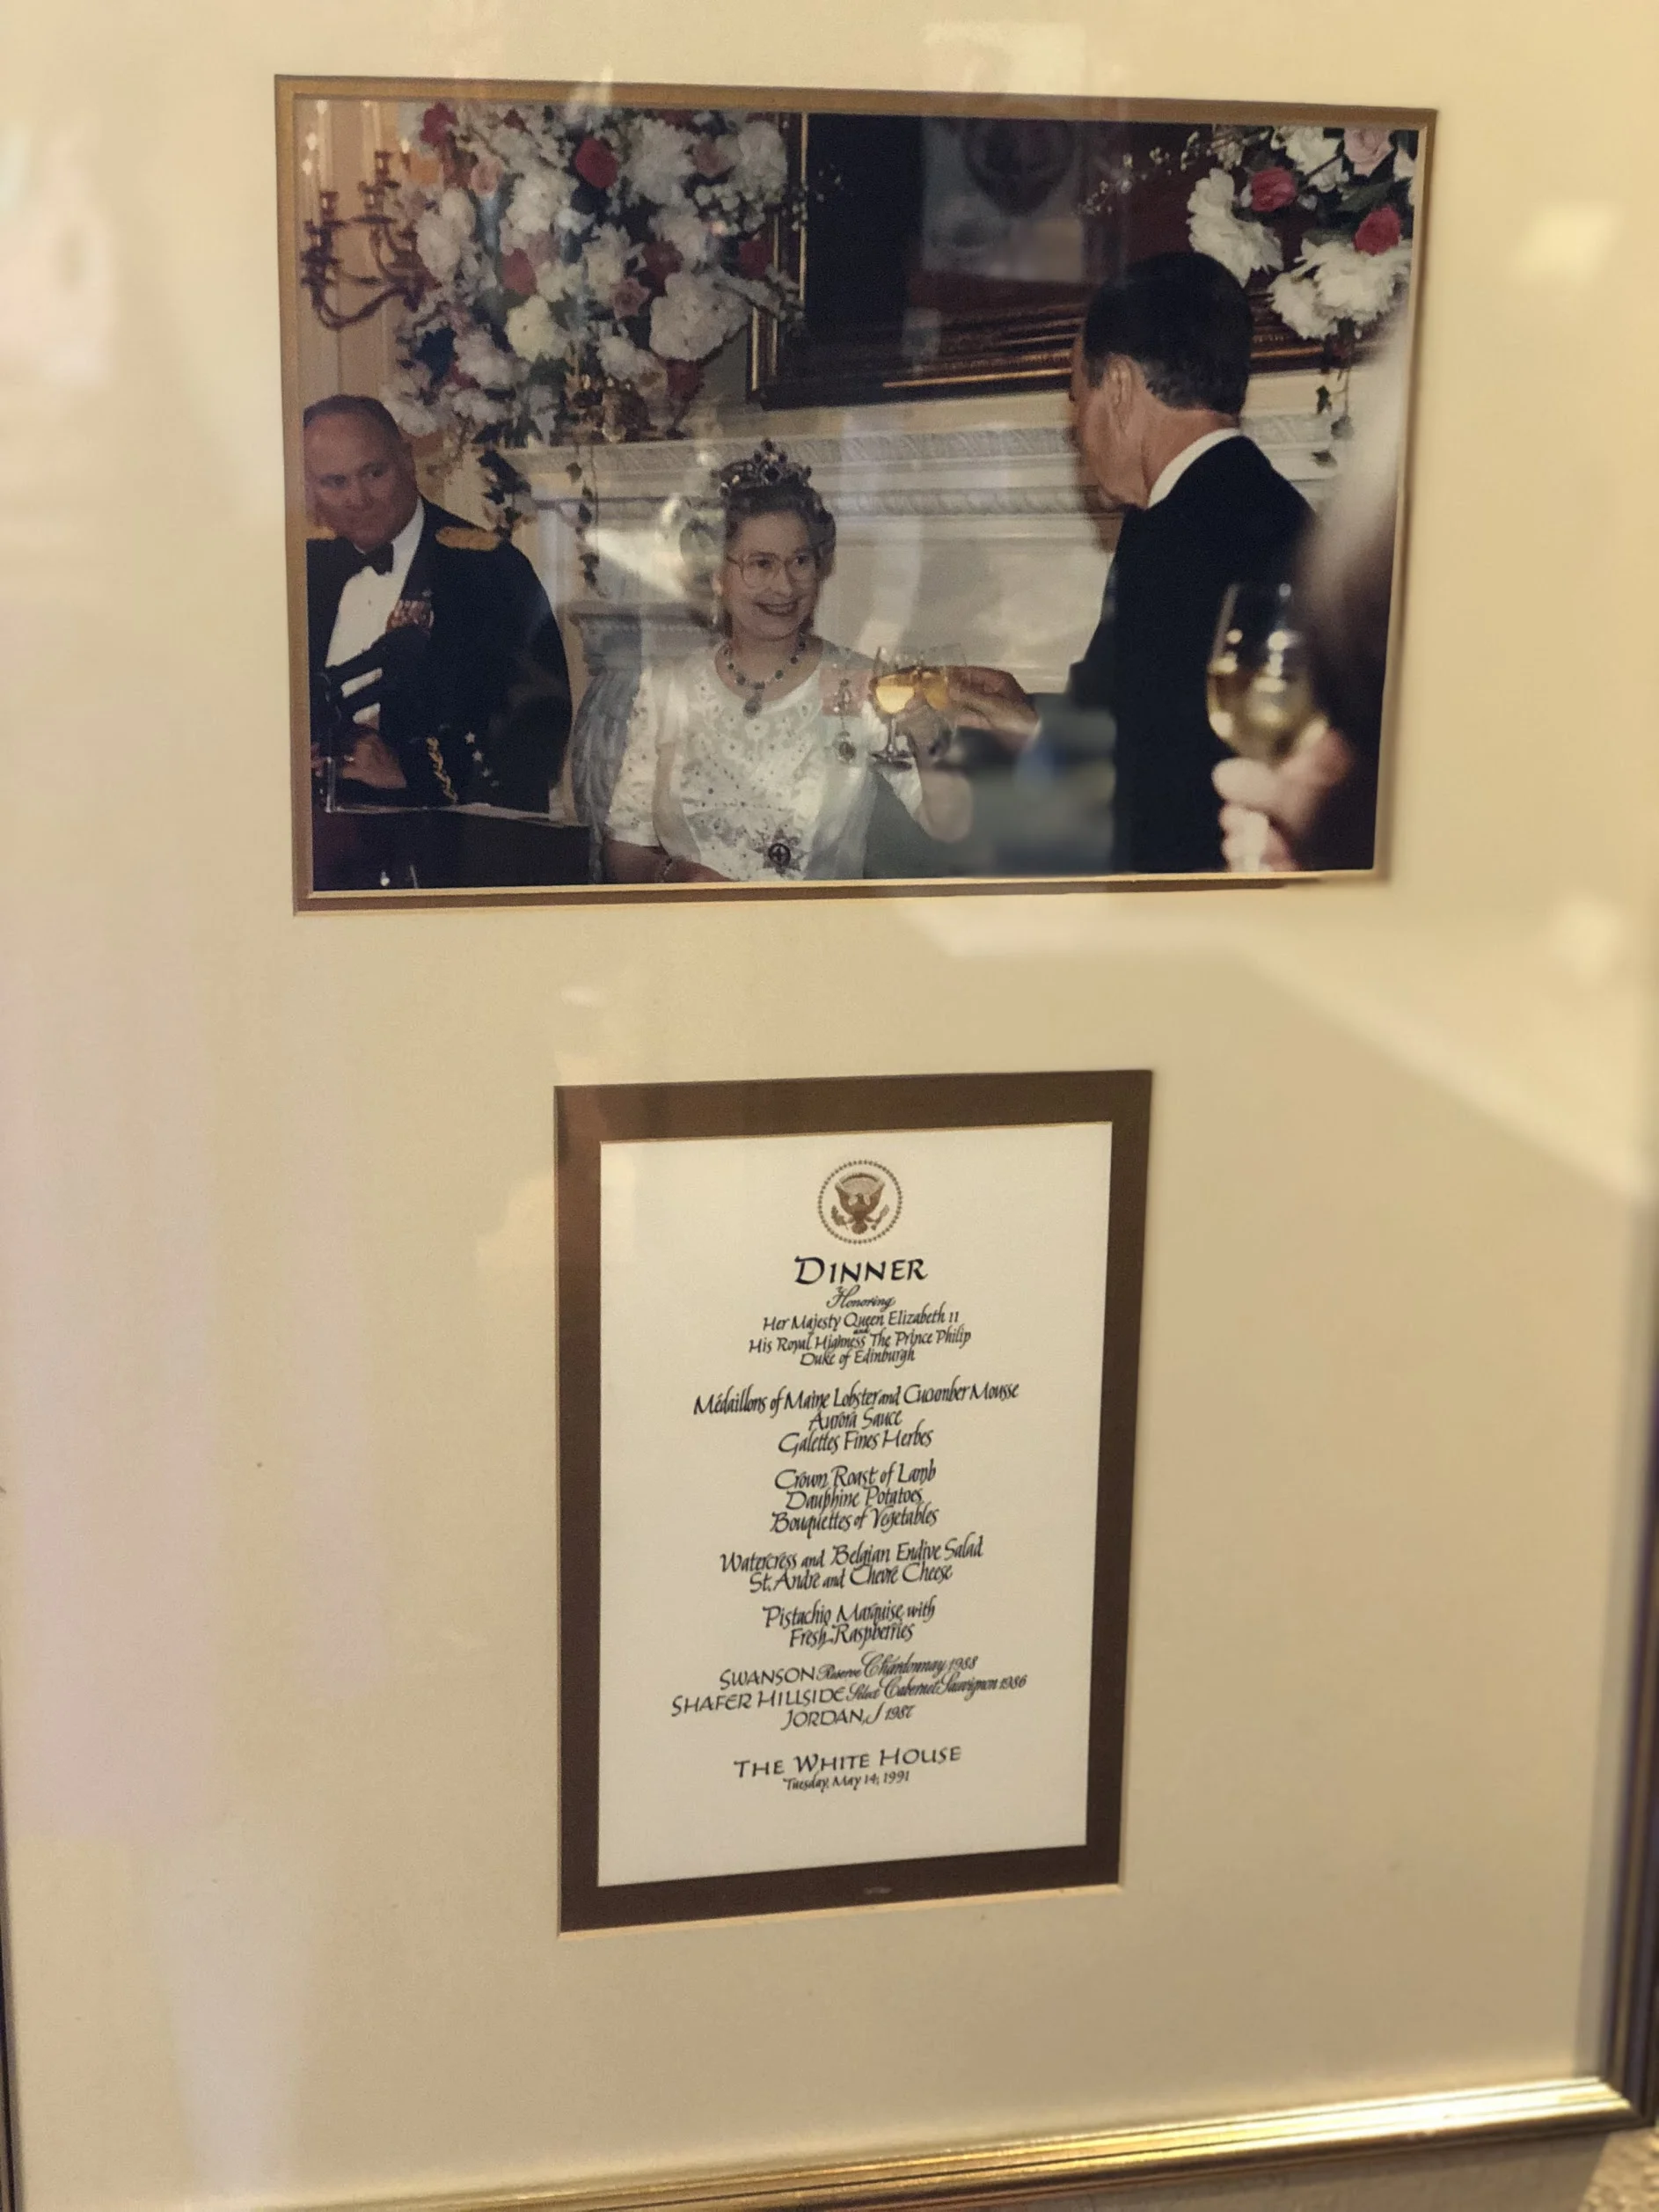 DINNER
Honoring
Her Majesty Queen Elizabeth II
and
His Royal Highness The Prince Philip
Duke of Edinburgh
Médaillons of Maine Lobster and Cucumber Mousse
Aurora Sauce
Galettes Fines Herbes
Crown Roast of Lamb
Dauphine Potatoes
Bouquettes of Vegetables
Watercress and Belgian Endive Salad
St. André and Chevre Cheese
Pistachio Marquise with
Fresh Raspberries
SWANSON Reserve Chardonnay 1988
SHAFER HILLSIDE Select Cabernet Sauvignon 1986
JORDAN, J 1987
THE WHITE HOUSE
Tuesday, May 14, 1991